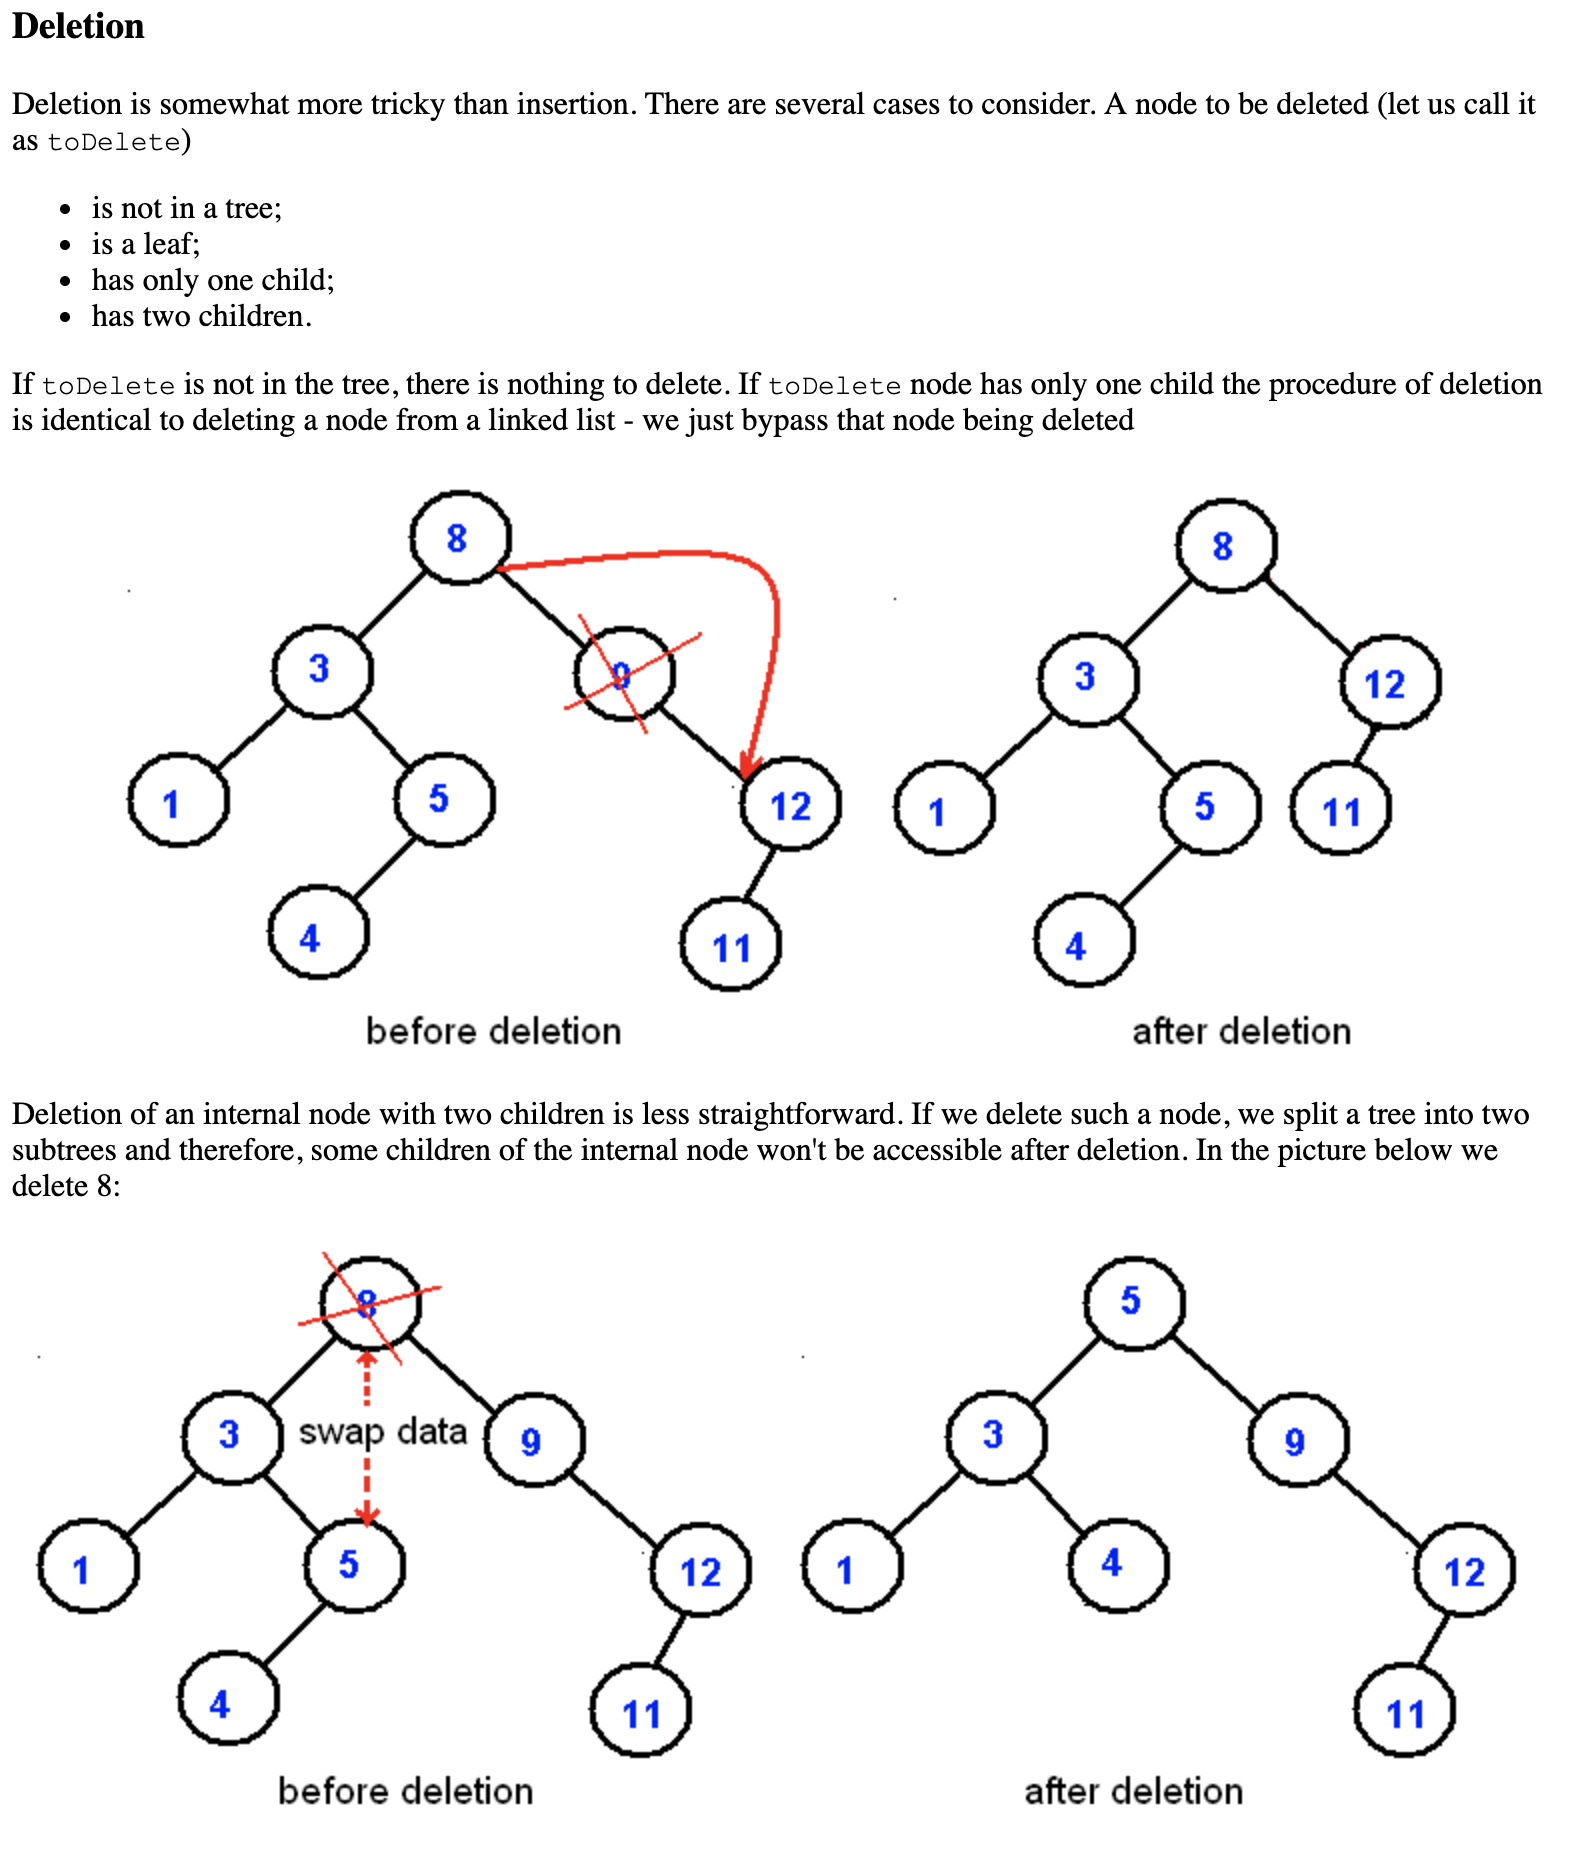 Deletion
Deletion is somewhat more tricky than insertion. There are several cases to consider. A node to be deleted (let us call it
as toDelete)
• is not in a tree;
• is a leaf;
• has only one child;
• has two children.
If toDelete is not in the tree, there is nothing to delete. If toDelete node has only one child the procedure of deletion
is identical to deleting a node from a linked list - we just bypass that node being deleted
8
3
9
1
5
12
4
11
before deletion
8
3
12
1
5
11
4
after deletion
Deletion of an internal node with two children is less straightforward. If we delete such a node, we split a tree into two
subtrees and therefore, some children of the internal node won't be accessible after deletion. In the picture below we
delete 8:
8
3
swap data
9
1
5
12
4
11
before deletion
5
3
9
1
4
12
11
after deletion